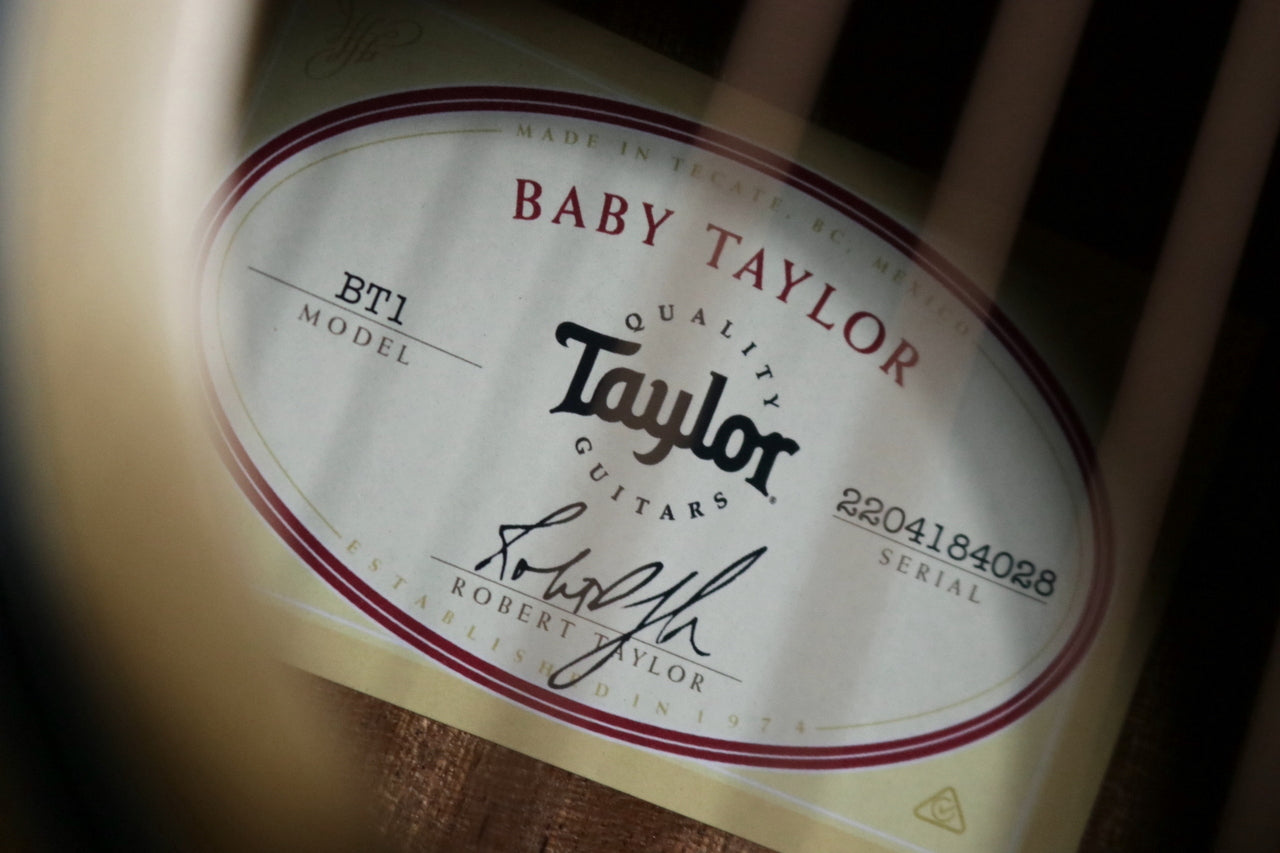 MADE IN TECATE, BC, MEXICO
BABY TAYLOR
BT1
MODEL
QUALITY
Taylor
GUITARS
2204184028
SERIAL
ROBERT TAYLOR
ESTABLISHED IN 1974